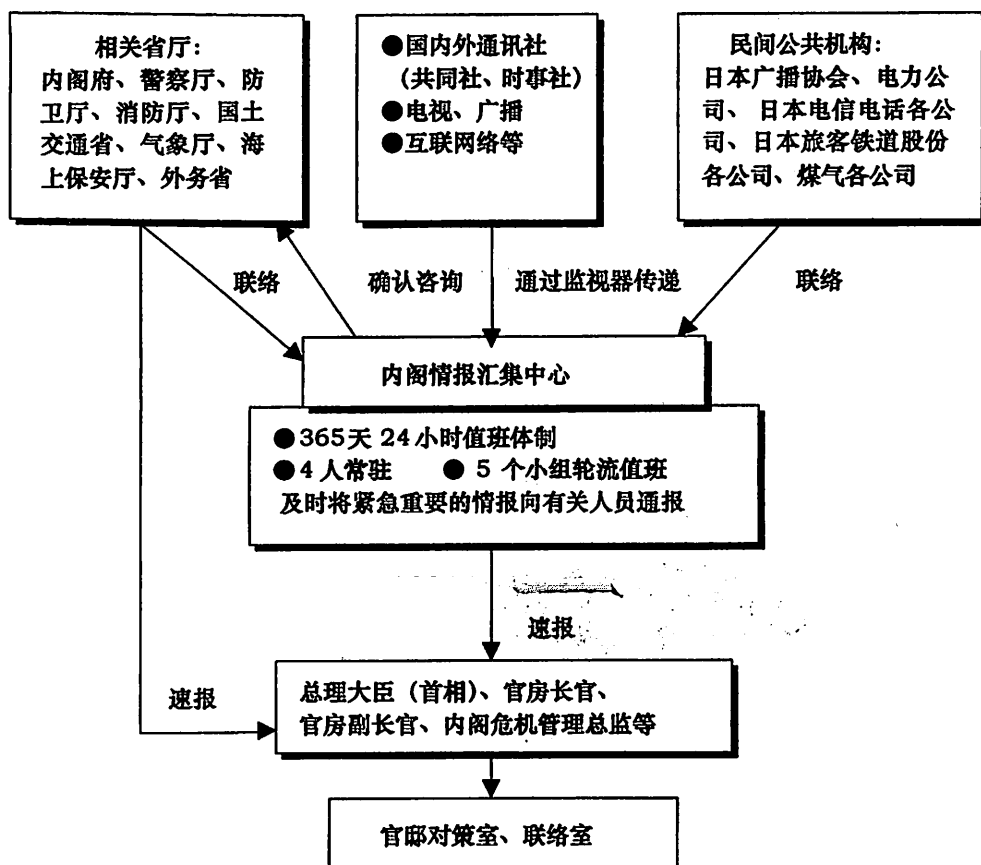 相关省厅：
内阁府、警察厅、防
卫厅、消防厅、国土
交通省、气象厅、海
上保安厅、外务省
●国内外通讯社
（共同社、时事社）
●电视、广播
●互联网络等
民间公共机构：
日本广播协会、电力公
司、日本电信电话各公
司、日本旅客铁道股份
各公司、煤气各公司
联络
确认咨询
通过监视器传递
联络
内阁情报汇集中心
●365天 24小时值班体制
●4人常驻 ● 5 个小组轮流值班
及时将紧急重要的情报向有关人员通报
速报
速报
总理大臣（首相）、官房长官、
官房副长官、内阁危机管理总监等
官邸对策室、联络室